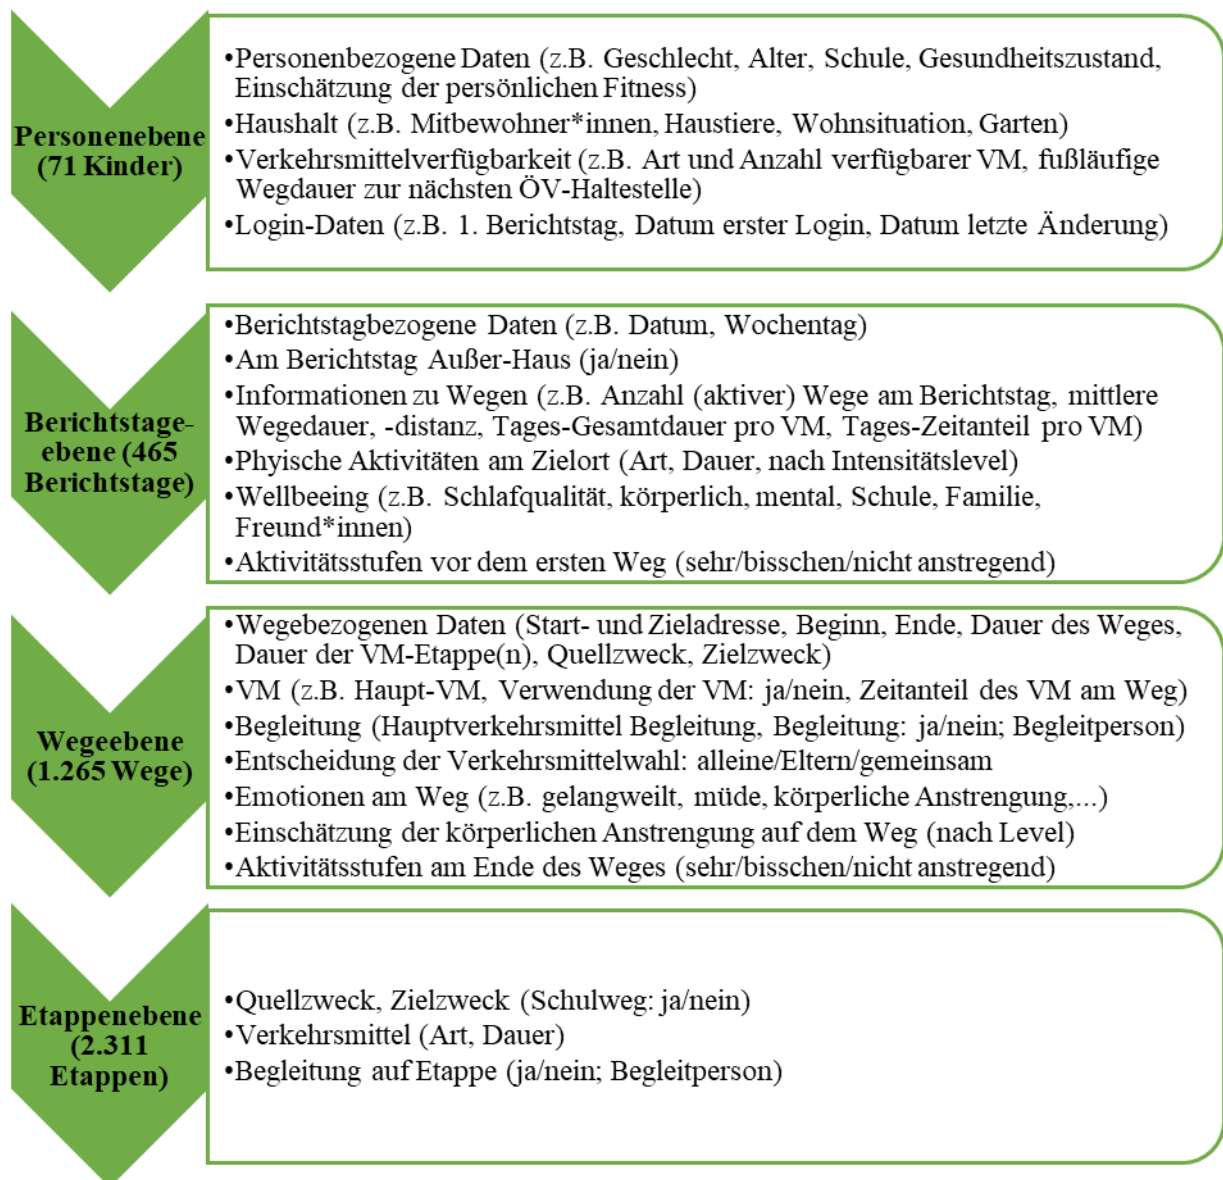 Personenebene
(71 Kinder)
•Personenbezogene Daten (z.B. Geschlecht, Alter, Schule, Gesundheitszustand,
Einschätzung der persönlichen Fitness)
•Haushalt (z.B. Mitbewohner*innen, Haustiere, Wohnsituation, Garten)
•Verkehrsmittelverfügbarkeit (z.B. Art und Anzahl verfügbarer VM, fußläufige
Wegdauer zur nächsten ÖV-Haltestelle)
•Login-Daten (z.B. 1. Berichtstag, Datum erster Login, Datum letzte Änderung)
Berichtstage-
ebene (465
Berichtstage)
•Berichtstagbezogene Daten (z.B. Datum, Wochentag)
•Am Berichtstag Außer-Haus (ja/nein)
•Informationen zu Wegen (z.B. Anzahl (aktiver) Wege am Berichtstag, mittlere
Wegedauer, -distanz, Tages-Gesamtdauer pro VM, Tages-Zeitanteil pro VM)
•Phyische Aktivitäten am Zielort (Art, Dauer, nach Intensitätslevel)
•Wellbeeing (z.B. Schlafqualität, körperlich, mental, Schule, Familie,
Freund*innen)
•Aktivitätsstufen vor dem ersten Weg (sehr/bisschen/nicht anstregend)
Wegeebene
(1.265 Wege)
•Wegebezogenen Daten (Start- und Zieladresse, Beginn, Ende, Dauer des Weges,
Dauer der VM-Etappe(n), Quellzweck, Zielzweck)
•VM (z.B. Haupt-VM, Verwendung der VM: ja/nein, Zeitanteil des VM am Weg)
•Begleitung (Hauptverkehrsmittel Begleitung, Begleitung: ja/nein; Begleitperson)
•Entscheidung der Verkehrsmittelwahl: alleine/Eltern/gemeinsam
•Emotionen am Weg (z.B. gelangweilt, müde, körperliche Anstrengung,...)
•Einschätzung der körperlichen Anstrengung auf dem Weg (nach Level)
•Aktivitätsstufen am Ende des Weges (sehr/bisschen/nicht anstregend)
Etappenebene
(2.311
Etappen)
•Quellzweck, Zielzweck (Schulweg: ja/nein)
•Verkehrsmittel (Art, Dauer)
•Begleitung auf Etappe (ja/nein; Begleitperson)